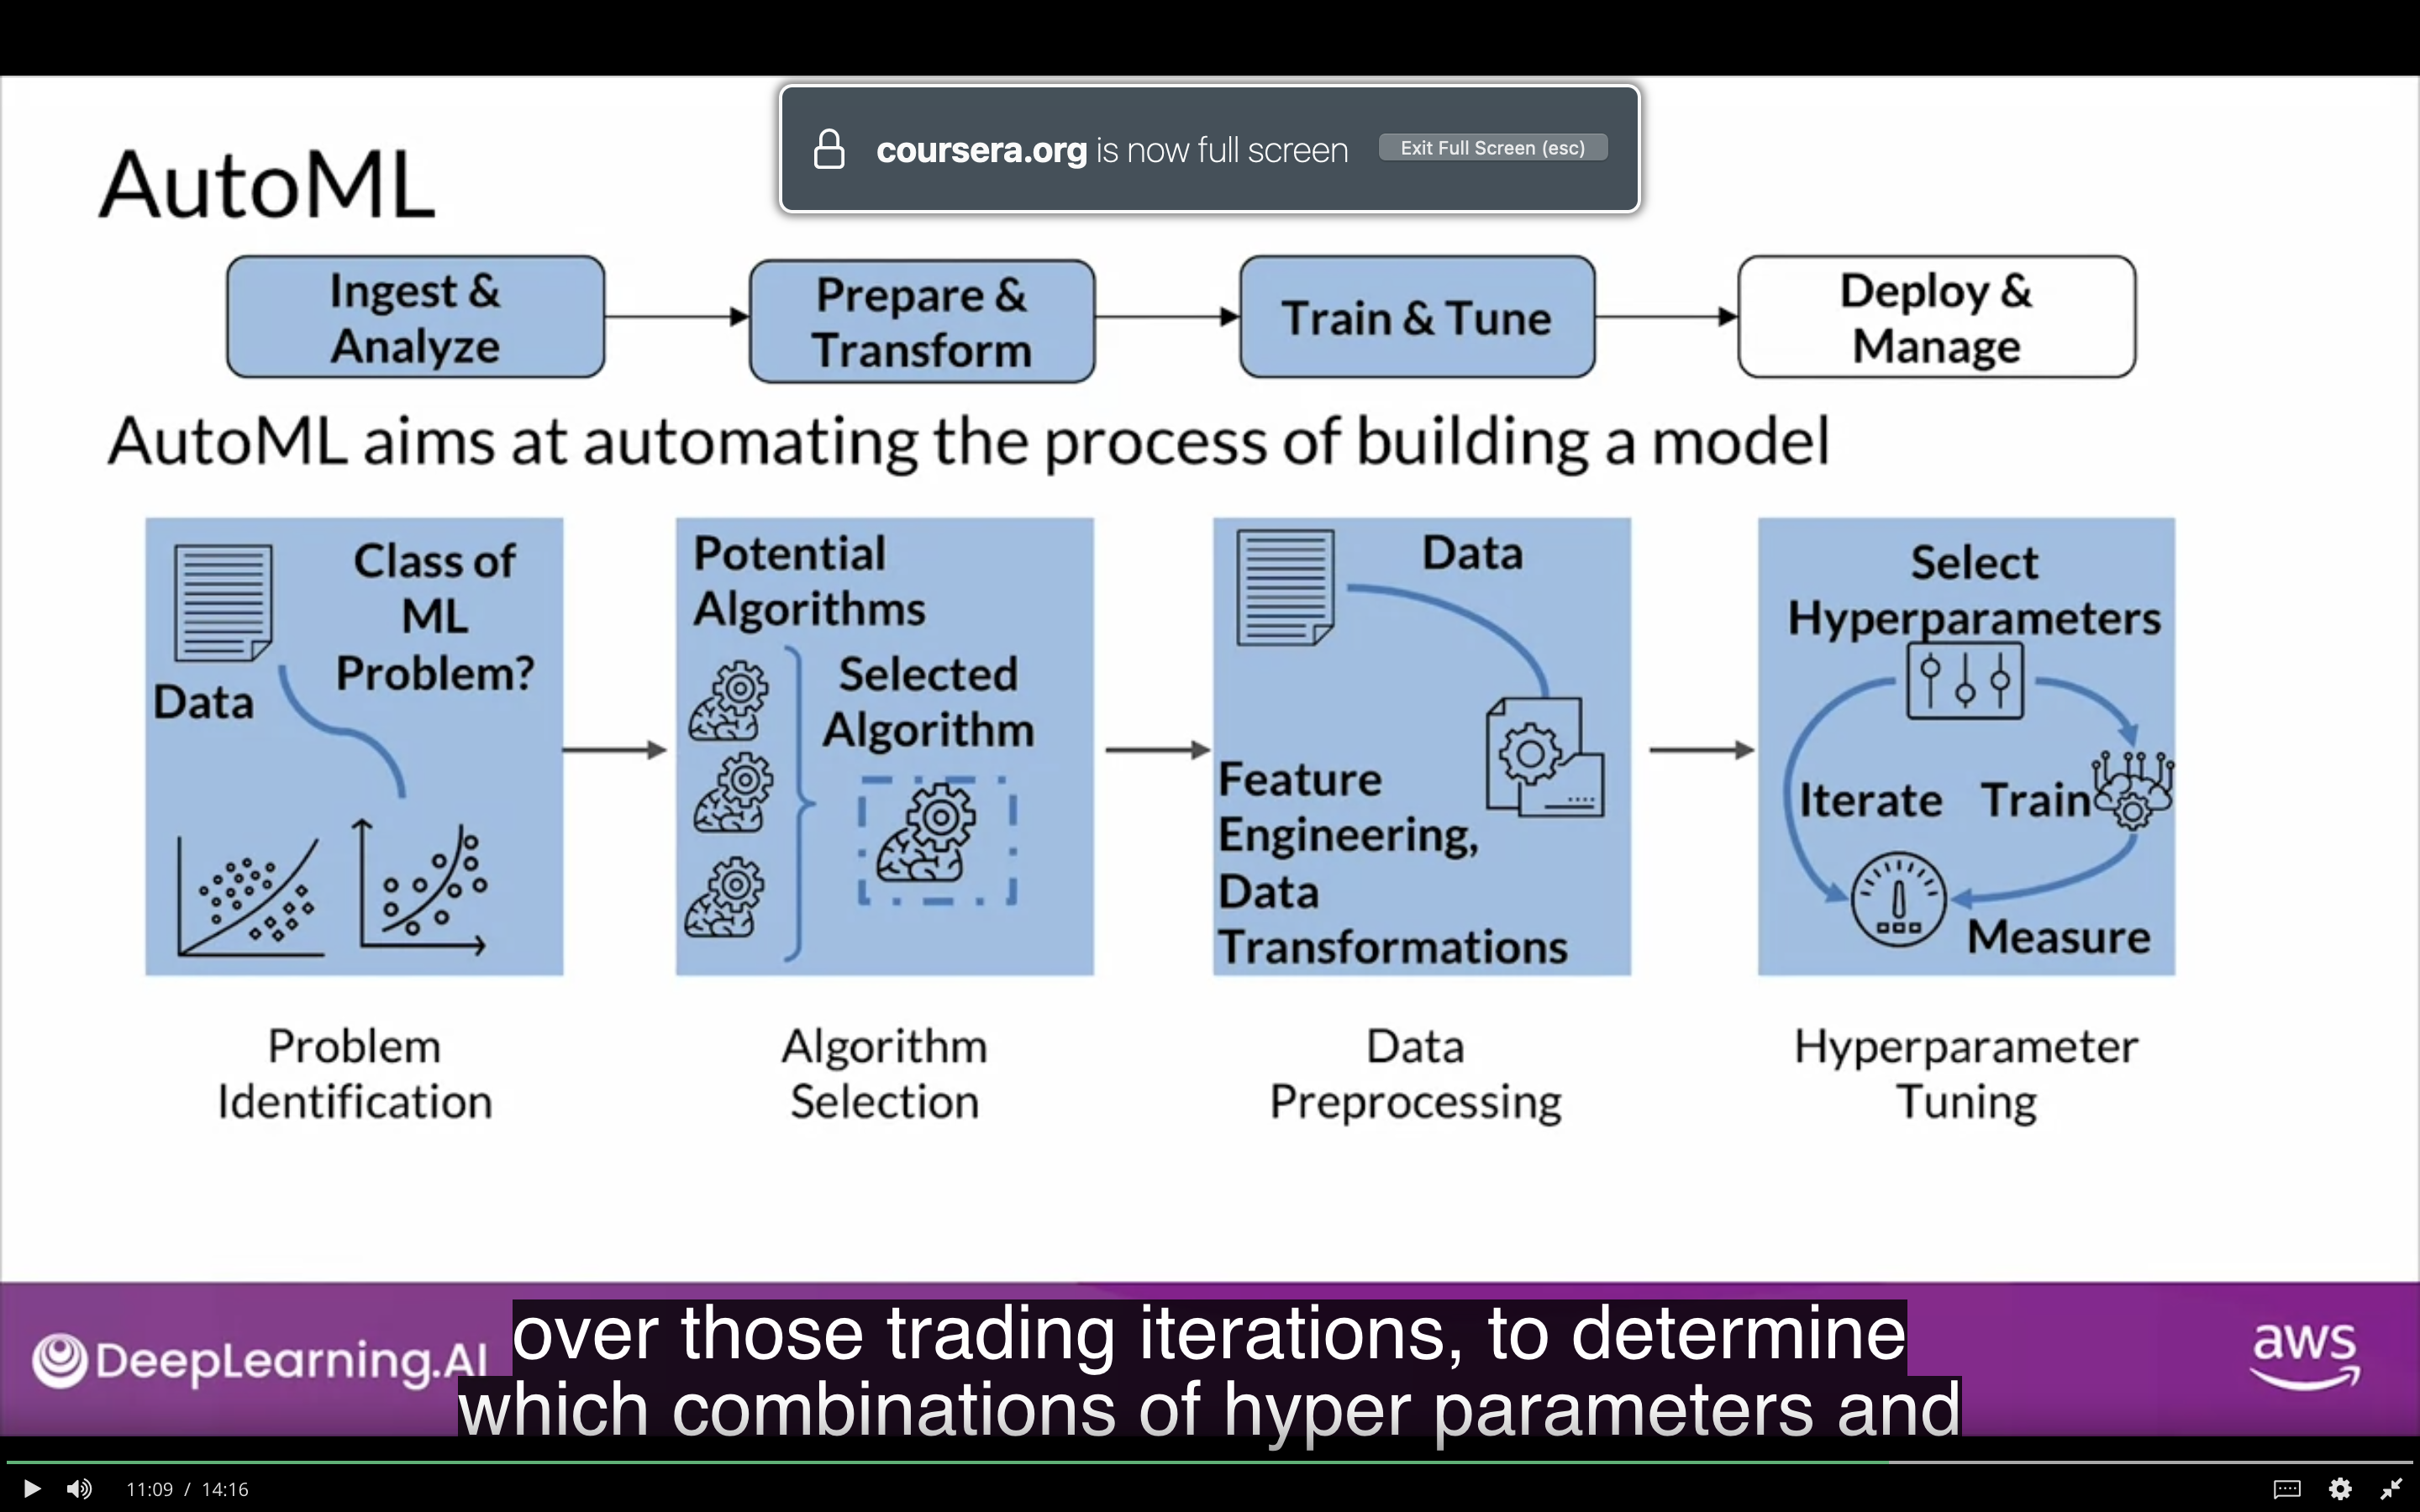 coursera.org is now full screen
Exit Full Screen (esc)
AutoML
Ingest &
Analyze
Prepare &
Transform
Train & Tune
Deploy &
Manage
AutoML aims at automating the process of building a model
Class of
ML
Problem?
Data
Potential
Algorithms
Selected
Algorithm
Data
Feature
Engineering,
Data
Transformations
Select
Hyperparameters
Iterate
Train
Measure
Problem
Identification
Algorithm
Selection
Data
Preprocessing
Hyperparameter
Tuning
DeepLearning.AI
over those trading iterations, to determine
which combinations of hyper parameters and
aws
11:09 / 14:16